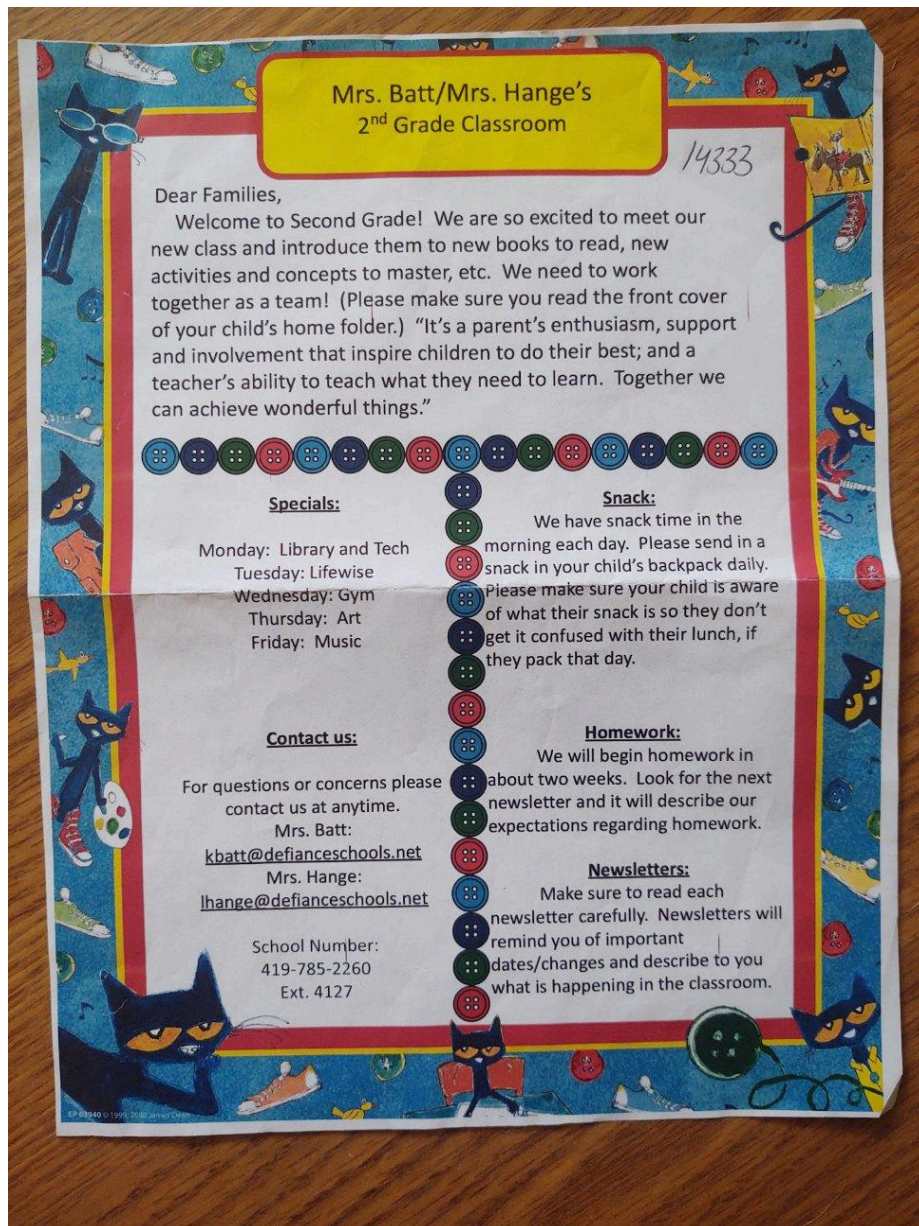 Mrs. Batt/Mrs. Hange's
2nd Grade Classroom
14333
Dear Families,
Welcome to Second Grade! We are so excited to meet our
new class and introduce them to new books to read, new
activities and concepts to master, etc. We need to work
together as a team! (Please make sure you read the front cover
of your child's home folder.) "It's a parent's enthusiasm, support
and involvement that inspire children to do their best; and a
teacher's ability to teach what they need to learn. Together we
can achieve wonderful things."
Specials:
Monday: Library and Tech
Tuesday: Lifewise
Wednesday: Gym
Thursday: Art
Friday: Music
Contact us:
For questions or concerns please
contact us at anytime.
Mrs. Batt:
kbatt@defianceschools.net
Mrs. Hange:
lhange@defianceschools.net
School Number:
419-785-2260
Ext. 4127
Snack:
We have snack time in the
morning each day. Please send in a
snack in your child's backpack daily.
Please make sure your child is aware
of what their snack is so they don't
get it confused with their lunch, if
they pack that day.
Homework:
We will begin homework in
about two weeks. Look for the next
newsletter and it will describe our
expectations regarding homework.
Newsletters:
Make sure to read each
newsletter carefully. Newsletters will
remind you of important
dates/changes and describe to you
what is happening in the classroom.
EP 63940 © 1999, 2006 James Dean